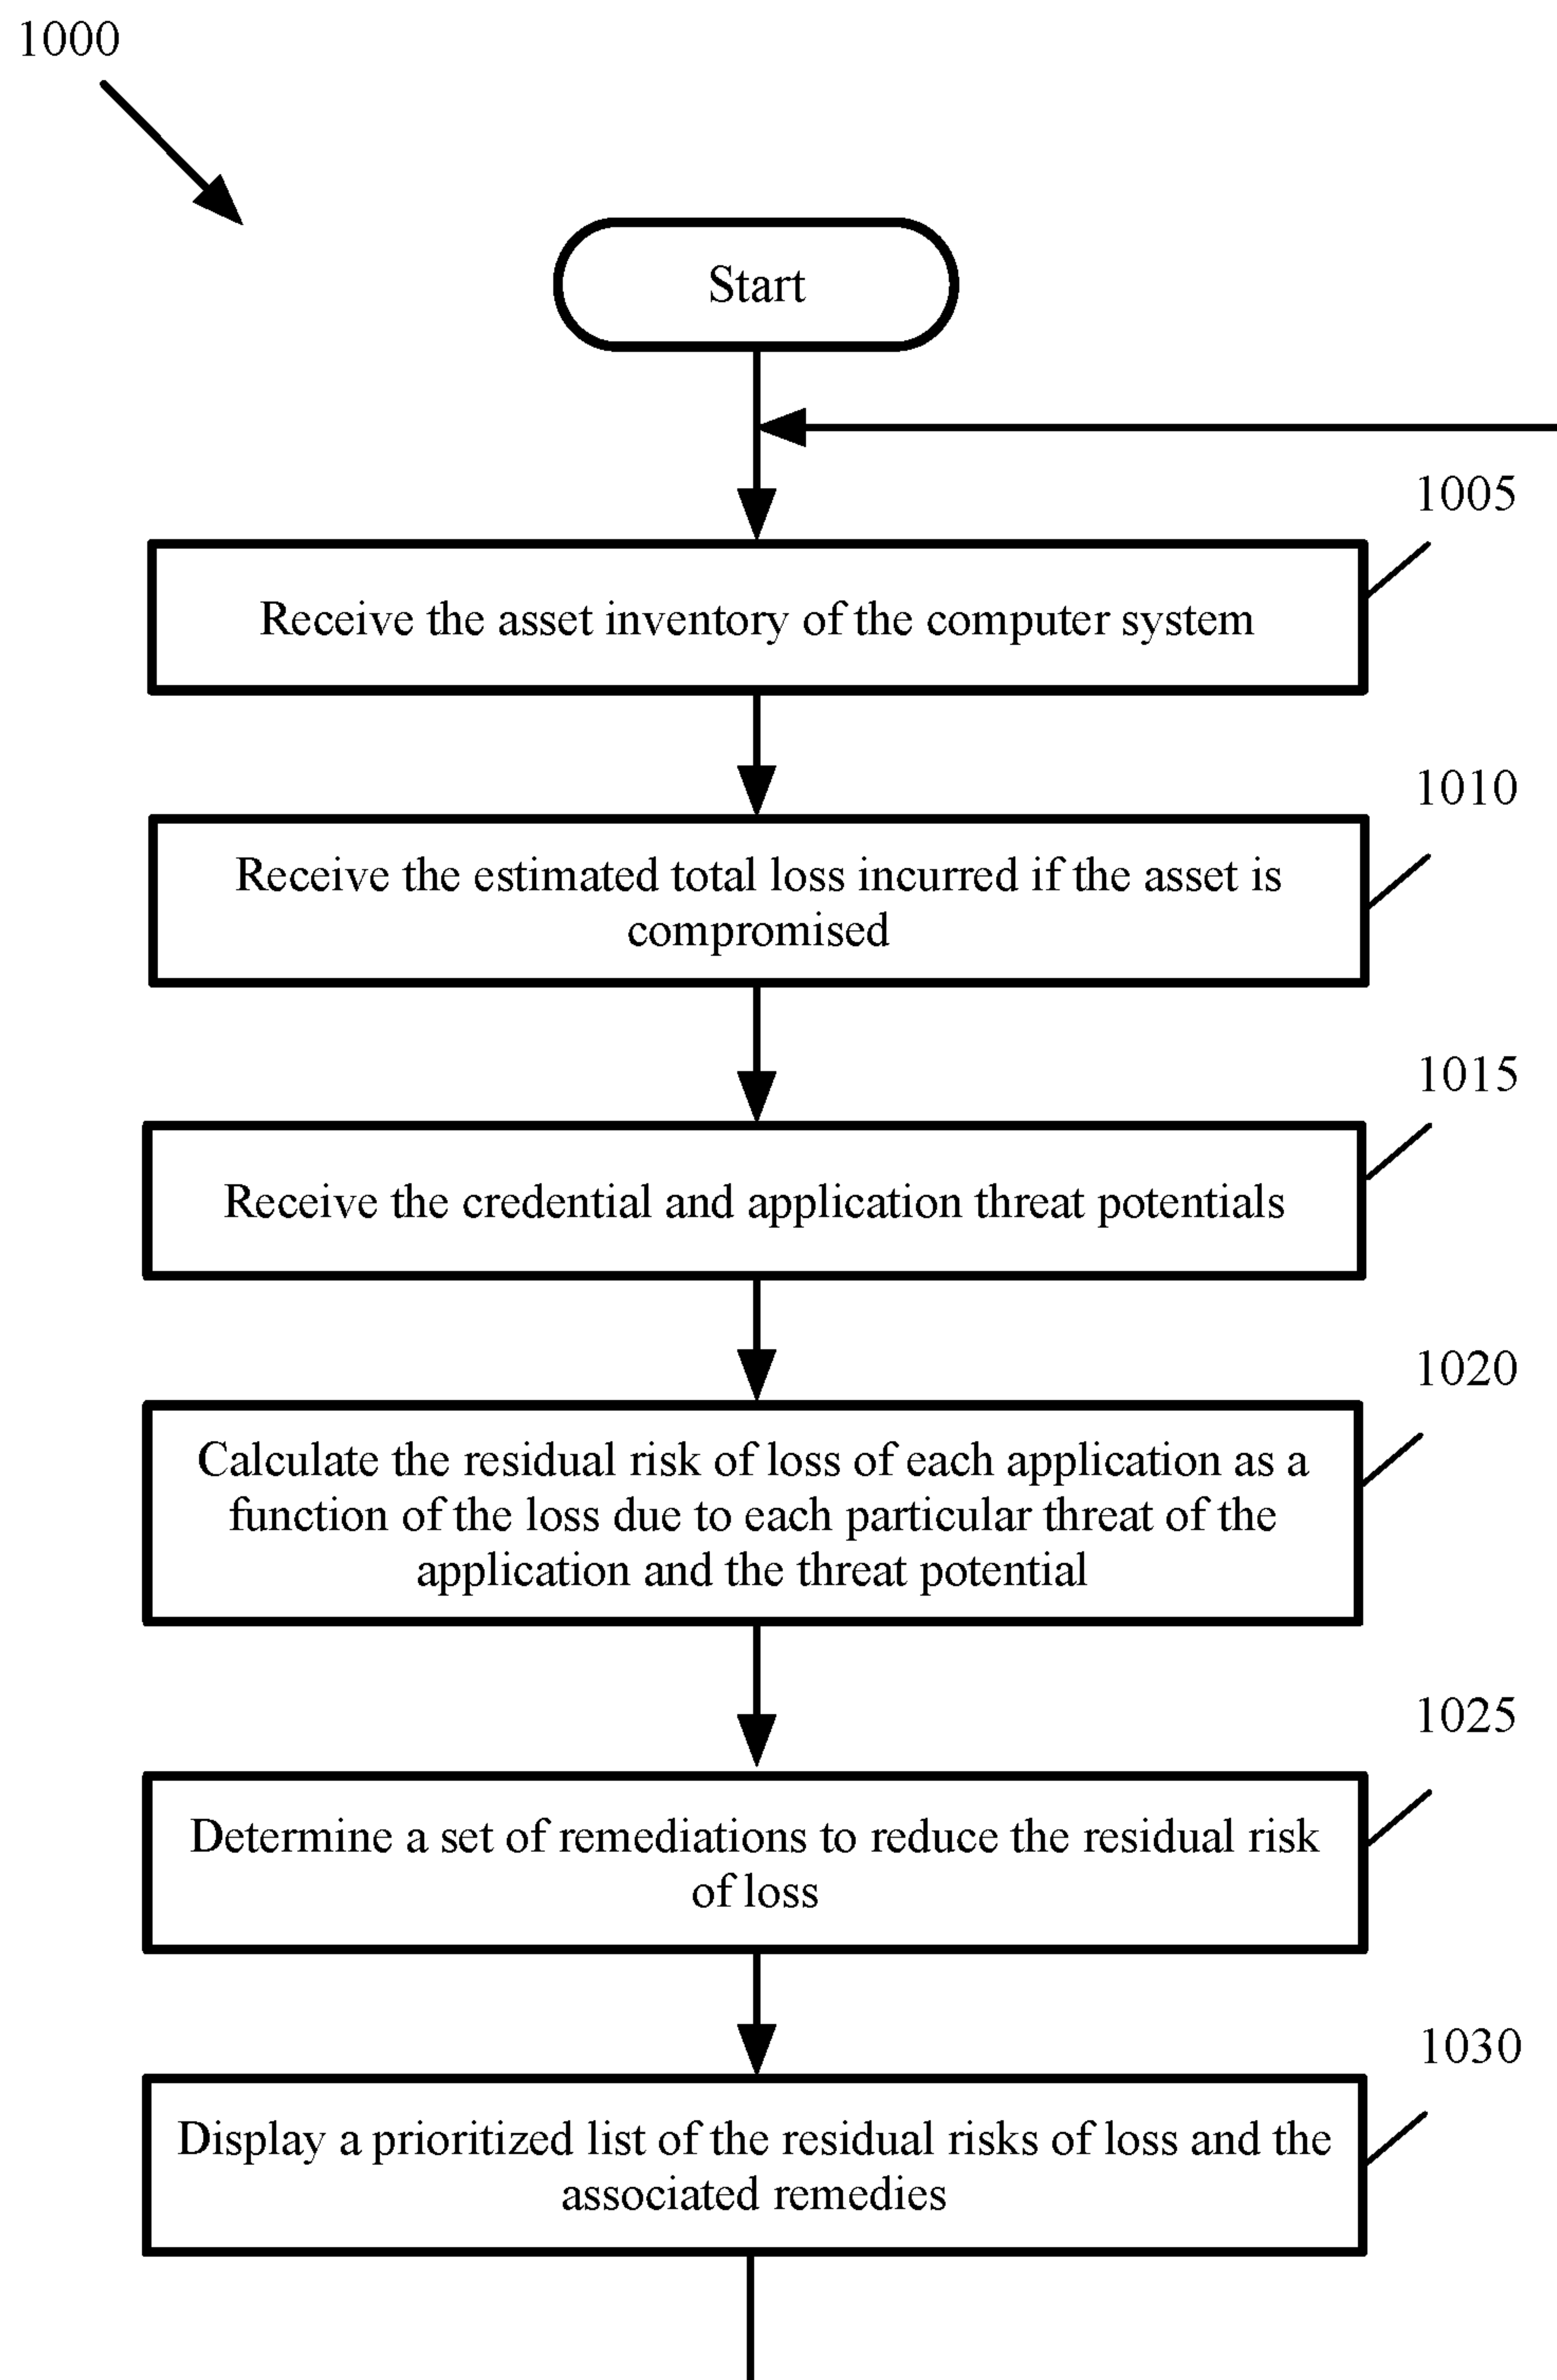 1000
Start
1005
Receive the asset inventory of the computer system
1010
Receive the estimated total loss incurred if the asset is
compromised
1015
Receive the credential and application threat potentials
1020
Calculate the residual risk of loss of each application as a
function of the loss due to each particular threat of the
application and the threat potential
1025
Determine a set of remediations to reduce the residual risk
of loss
1030
Display a prioritized list of the residual risks of loss and the
associated remedies